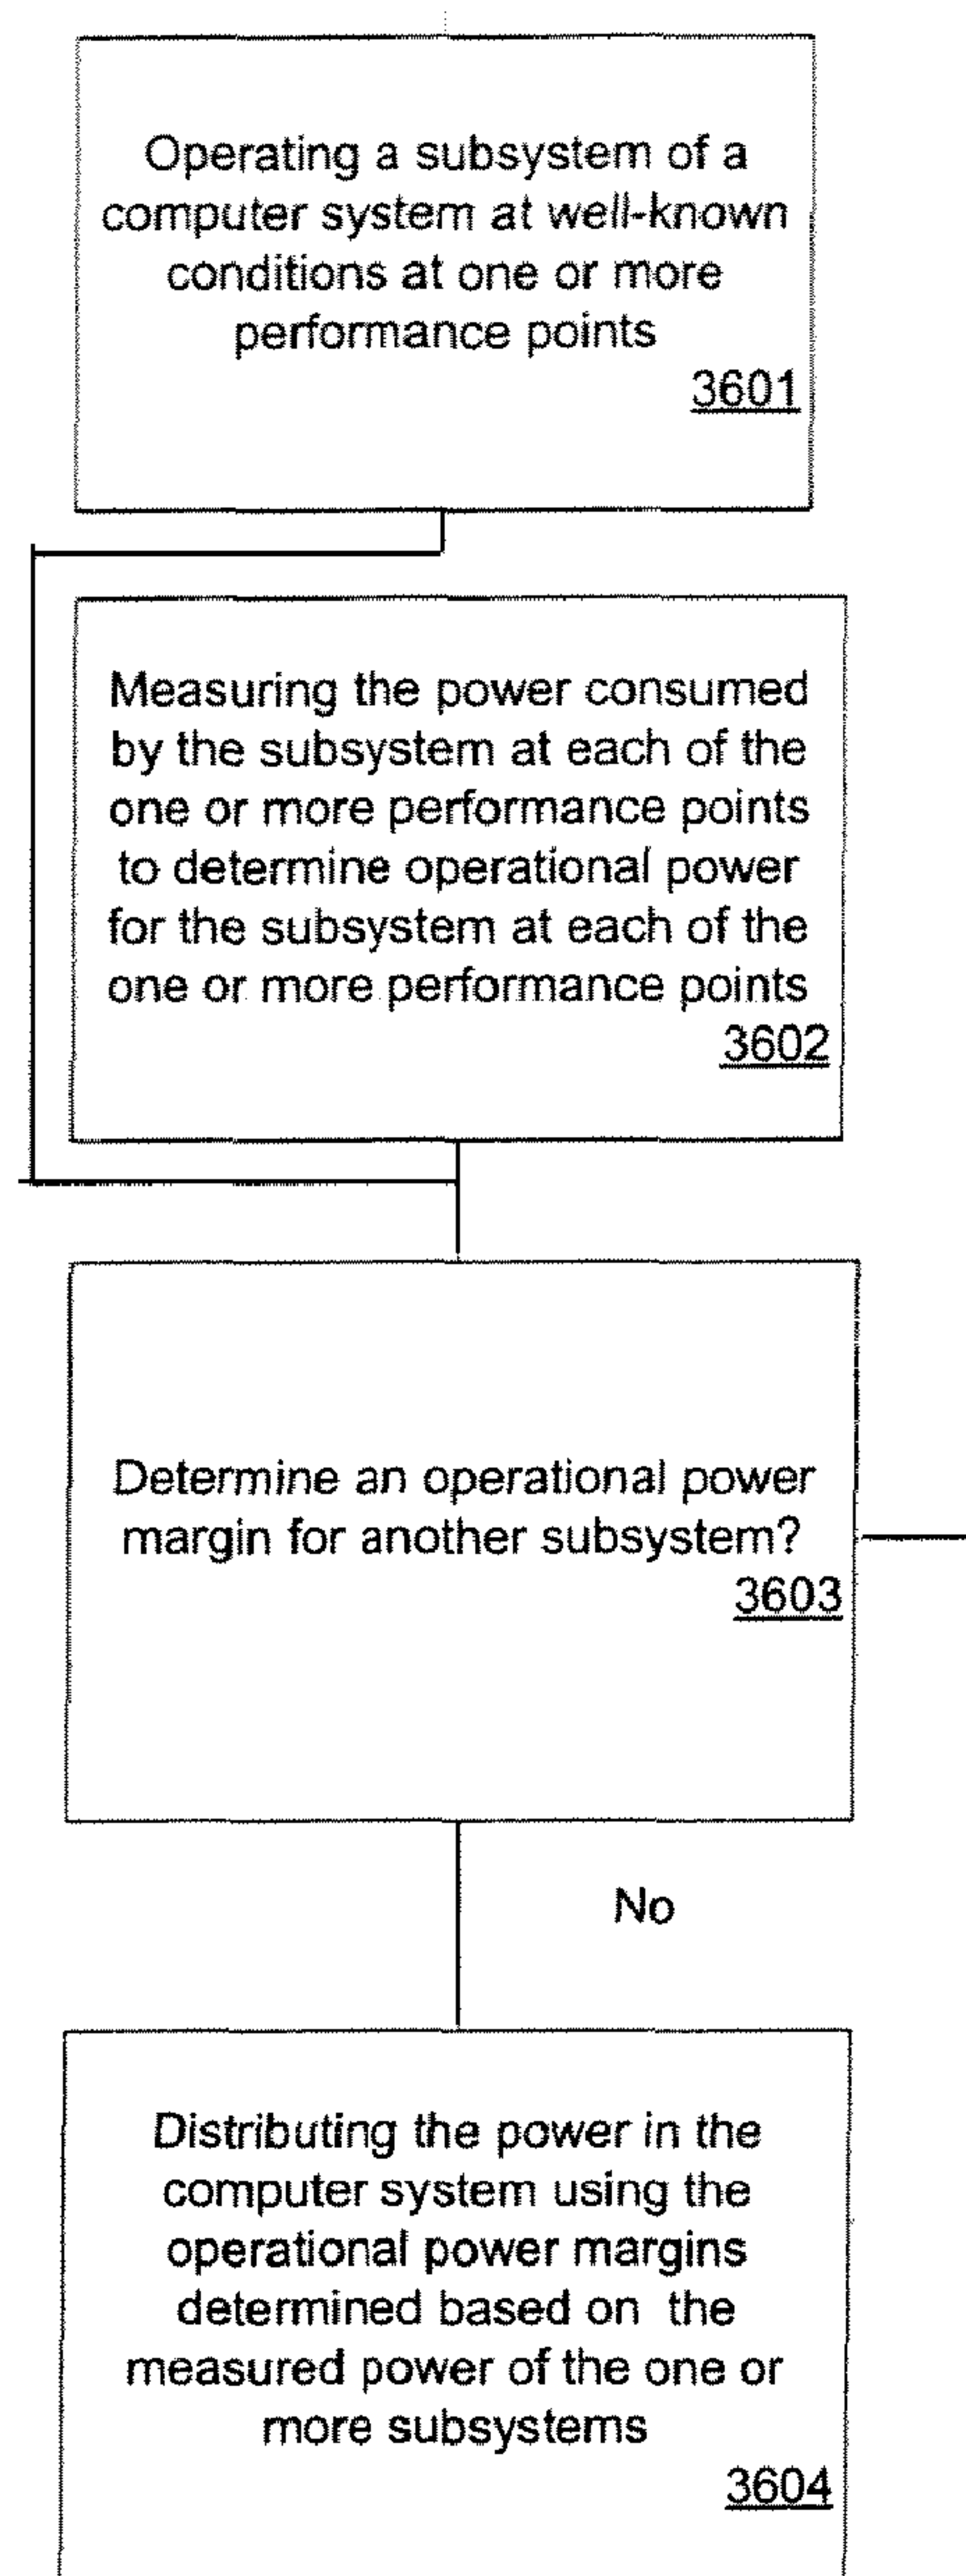 Operating a subsystem of a
computer system at well-known
conditions at one or more
performance points
3601
Measuring the power consumed
by the subsystem at each of the
one or more performance points
to determine operational power
for the subsystem at each of the
one or more performance points
3602
Determine an operational power
margin for another subsystem?
3603
No
Distributing the power in the
computer system using the
operational power margins
determined based on the
measured power of the one or
more subsystems
3604